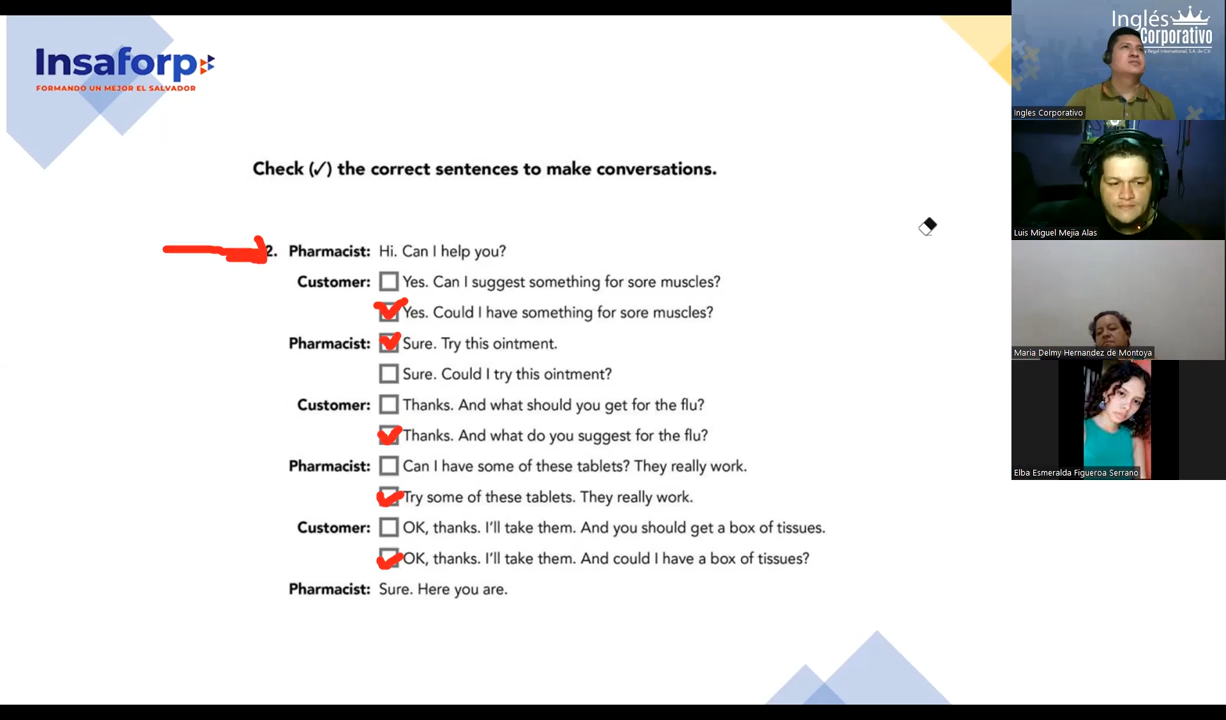 Insaforp
FORMANDO UN MEJOR EL SALVADOR
Check (✓) the correct sentences to make conversations.
2. Pharmacist: Hi. Can I help you?
Customer: Yes. Can I suggest something for sore muscles?
Yes. Could I have something for sore muscles?
Pharmacist: Sure. Try this ointment.
Sure. Could I try this ointment?
Customer: Thanks. And what should you get for the flu?
Thanks. And what do you suggest for the flu?
Pharmacist: Can I have some of these tablets? They really work.
Try some of these tablets. They really work.
Customer: OK, thanks. I'll take them. And you should get a box of tissues.
OK, thanks. I'll take them. And could I have a box of tissues?
Pharmacist: Sure. Here you are.
Inglés
Corporativo
Ingles Corporativo
Luis Miguel Mejia Alas
Maria Delmy Hernandez de Montoya
Elba Esmeralda Figueroa Serrano